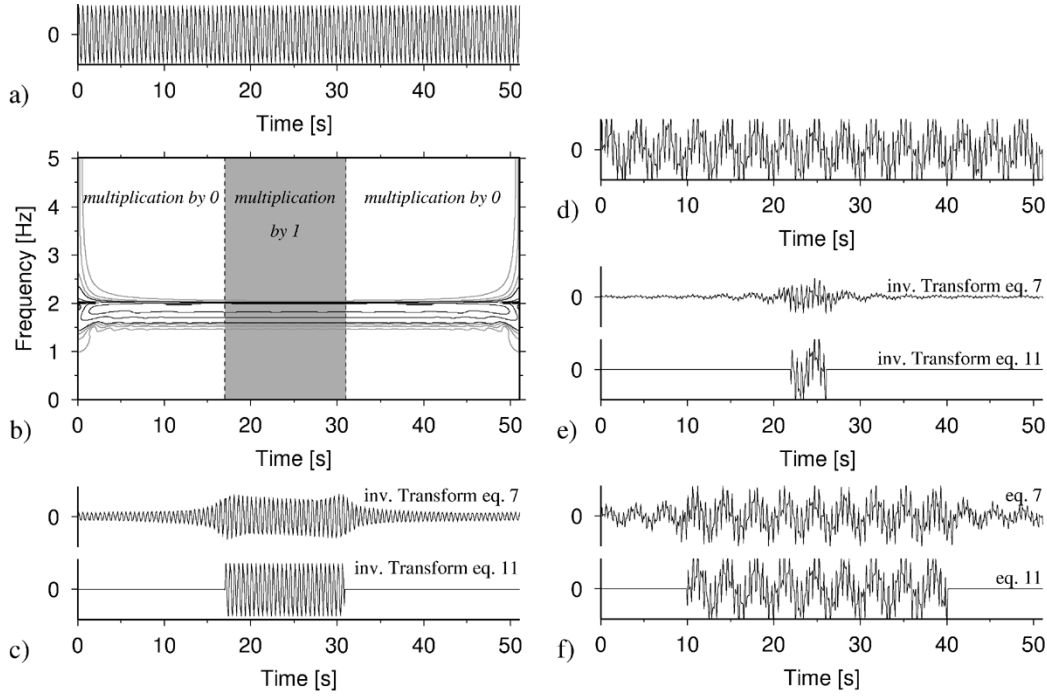 0
0 10 20 30 40 50
Time [s]
a)
5
4
3
2
1
0
Frequency [Hz]
multiplication by 0
multiplication
by 1
multiplication by 0
0 10 20 30 40 50
Time [s]
b)
0
inv. Transform eq. 7
0
inv. Transform eq. 11
0 10 20 30 40 50
Time [s]
c)
0
0 10 20 30 40 50
Time [s]
d)
0
inv. Transform eq. 7
0
inv. Transform eq. 11
0 10 20 30 40 50
Time [s]
e)
0
eq. 7
0
eq. 11
0 10 20 30 40 50
Time [s]
f)